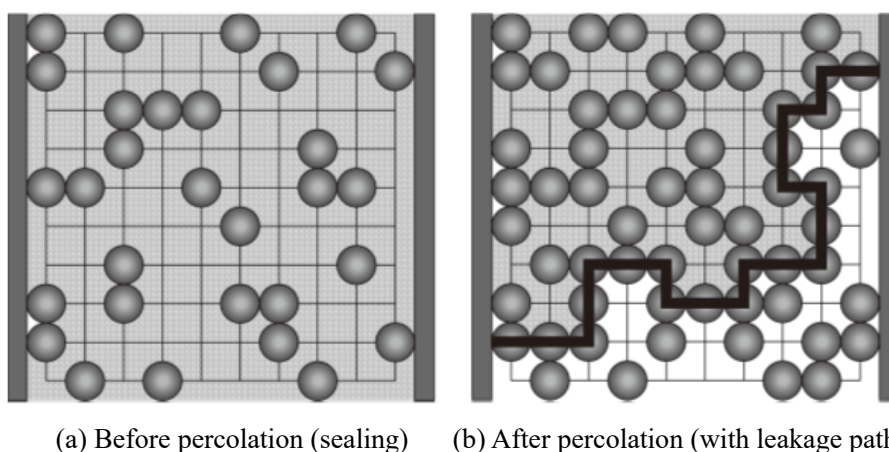 (a) Before percolation (sealing)
(b) After percolation (with leakage path